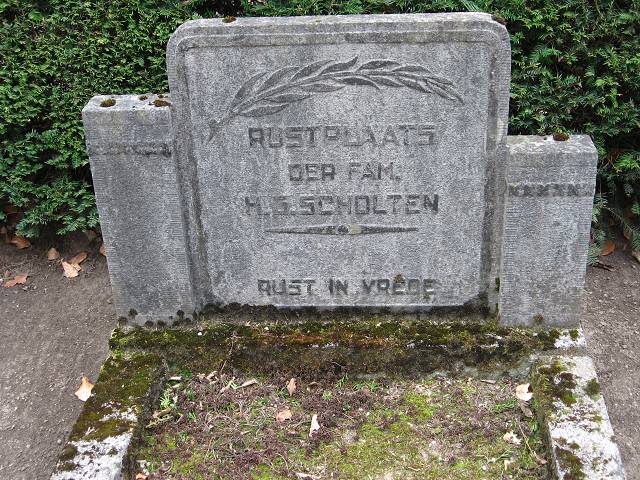 RUSTPLAATS
DER FAM.
H.S. SCHOLTEN
RUST IN VREDE